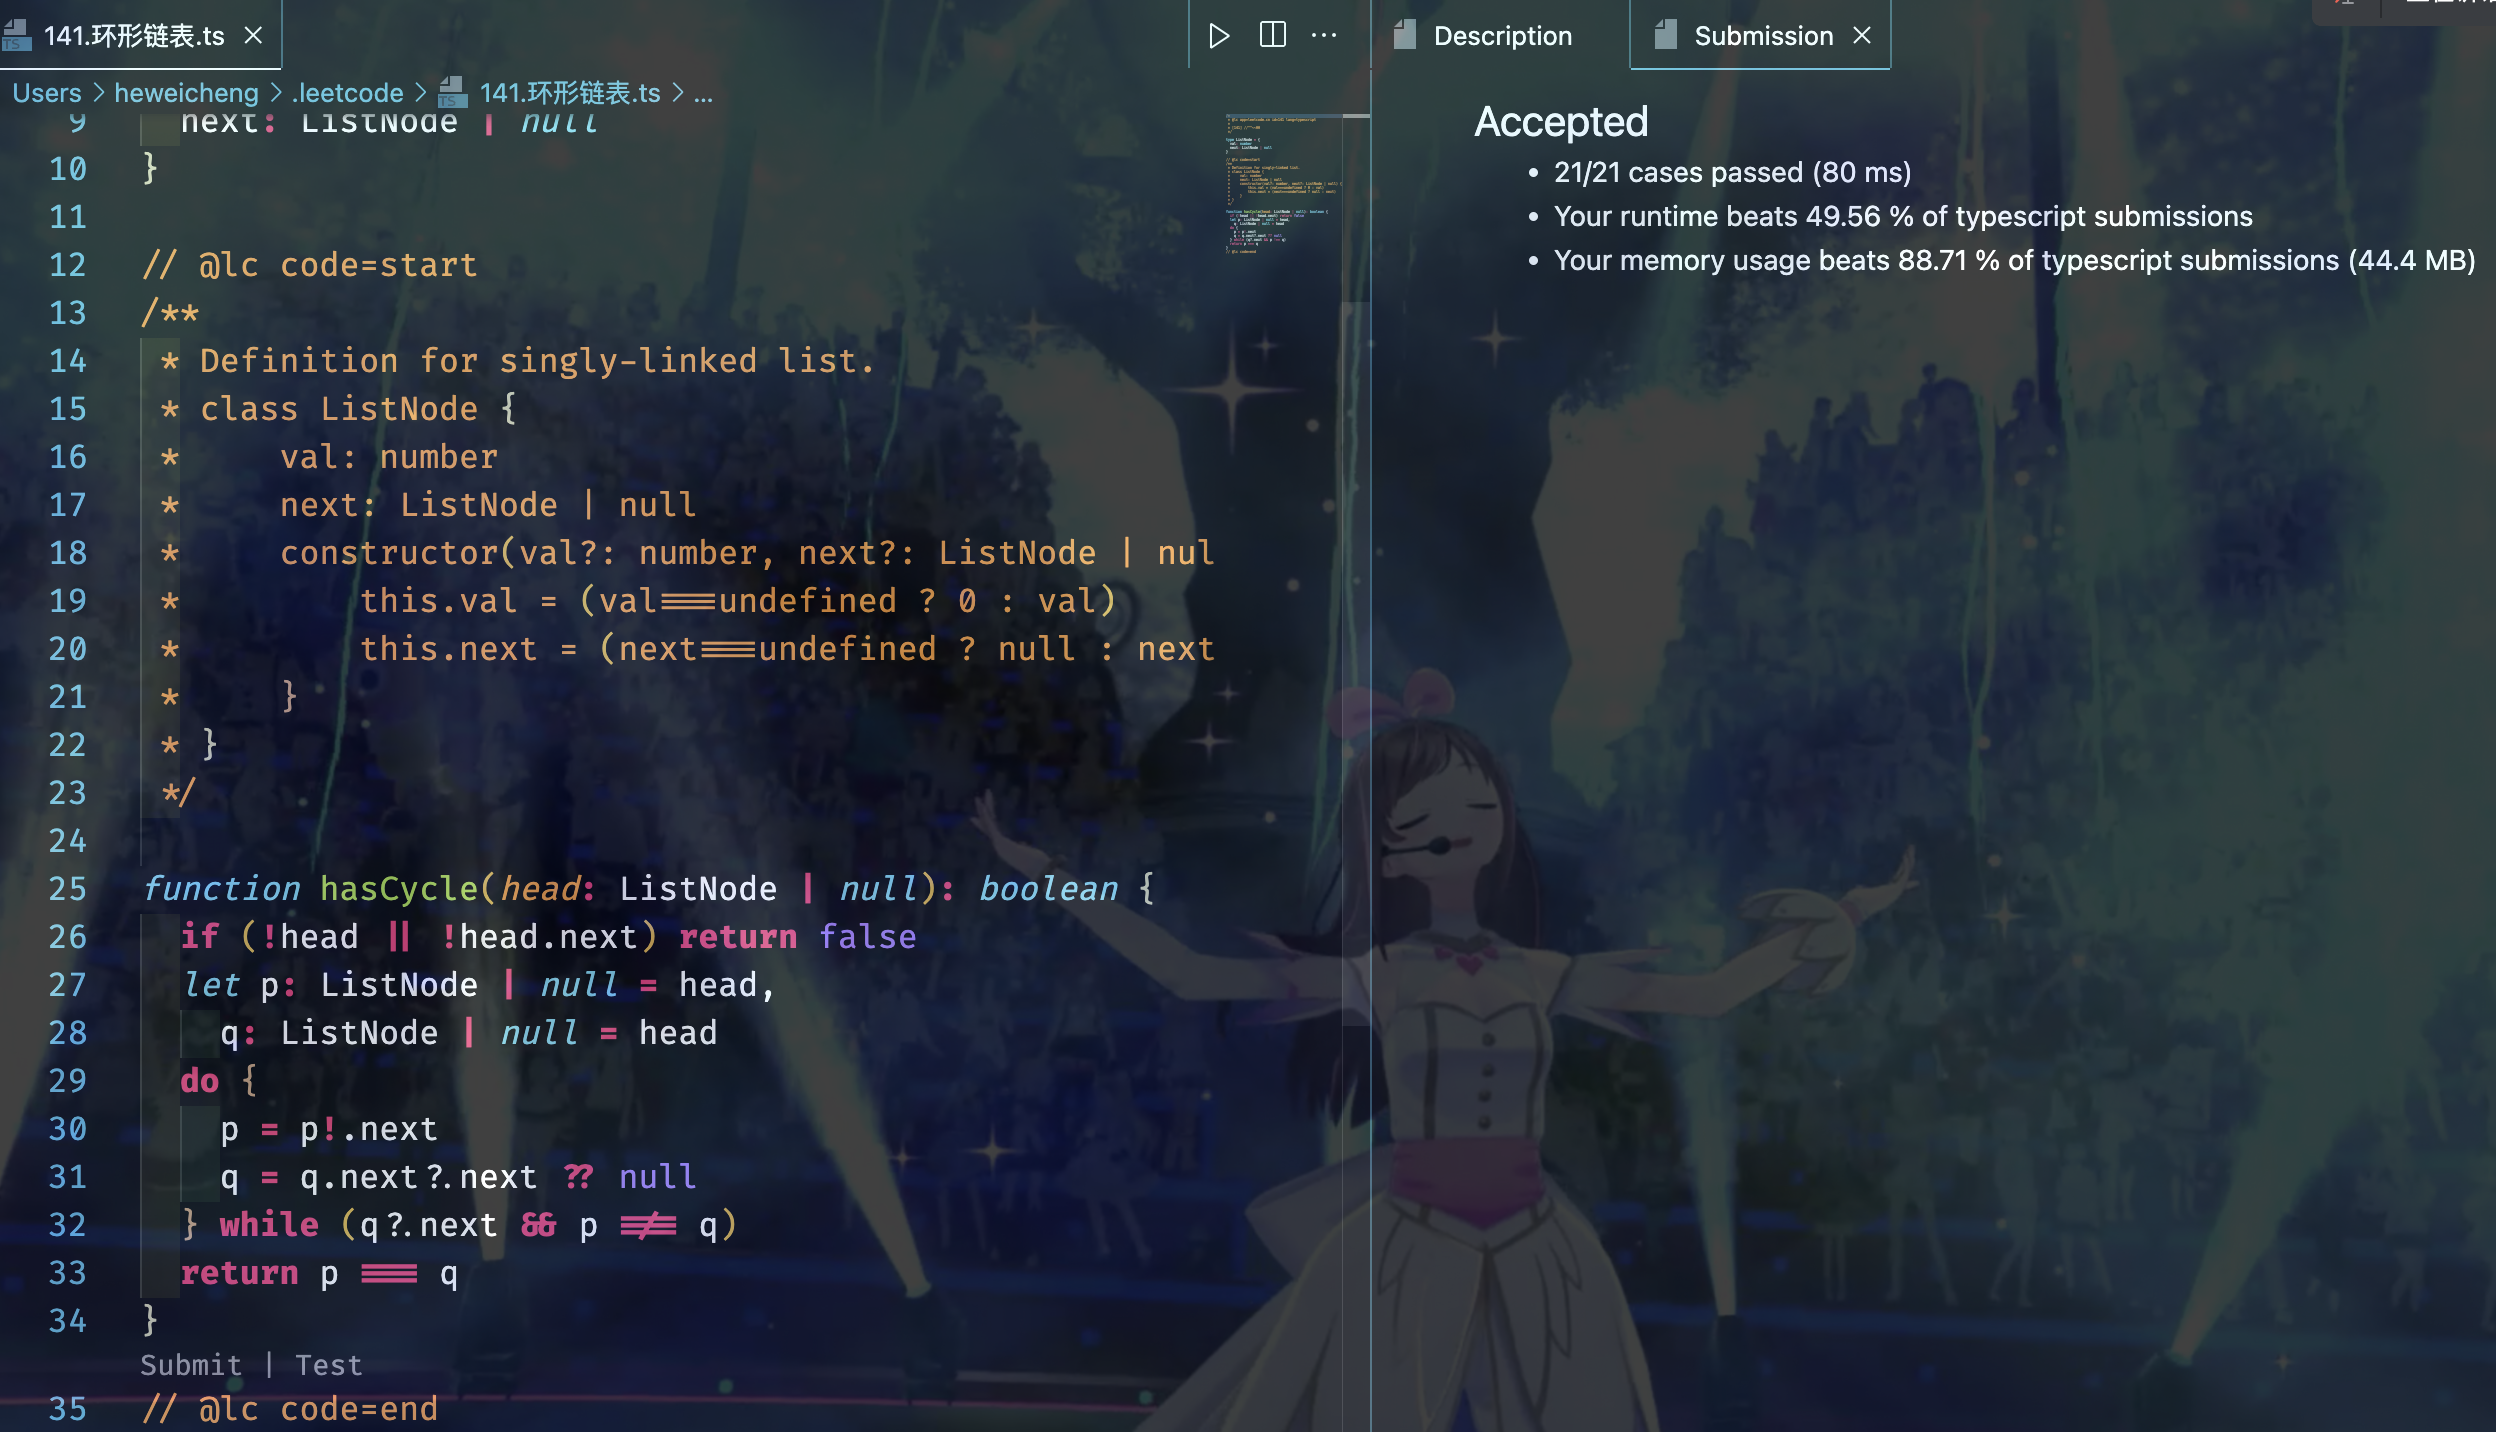 141.环形链表.ts
Description
Submission
Users > heweicheng > .leetcode > TS 141.环形链表.ts > ...
9 next: ListNode | null
10 }
11
12 // @lc code=start
13 /**
14 * Definition for singly-linked list.
15 * class ListNode {
16 *     val: number
17 *     next: ListNode | null
18 *     constructor(val?: number, next?: ListNode | nul
19 *         this.val = (val===undefined ? 0 : val)
20 *         this.next = (next===undefined ? null : next
21 *     }
22 * }
23 */
24
25 function hasCycle(head: ListNode | null): boolean {
26   if (!head || !head.next) return false
27   let p: ListNode | null = head,
28     q: ListNode | null = head
29   do {
30     p = p!.next
31     q = q.next?.next ?? null
32   } while (q?.next && p !== q)
33   return p === q
34 }
Submit | Test
35 // @lc code=end
Accepted
• 21/21 cases passed (80 ms)
• Your runtime beats 49.56 % of typescript submissions
• Your memory usage beats 88.71 % of typescript submissions (44.4 MB)